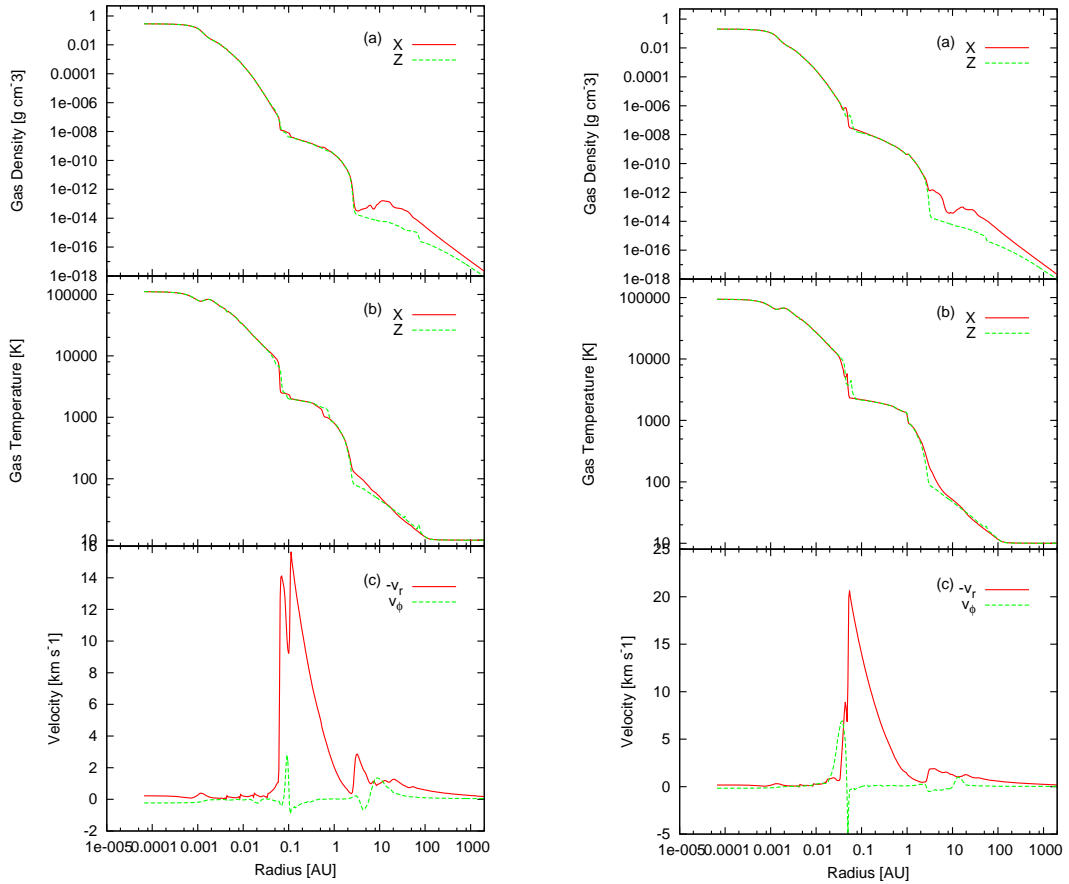 1
0.01
0.0001
1e-006
1e-008
1e-010
1e-012
1e-014
1e-016
1e-018
Gas Density [g cm⁻3]
(a)
X
Z
100000
10000
1000
100
10
Gas Temperature [K]
(b)
X
Z
16
14
12
10
8
6
4
2
0
-2
Velocity [km s⁻1]
(c)
-v_r
v_ϕ
1e-005 0.0001 0.001 0.01 0.1 1 10 100 1000
Radius [AU]
1
0.01
0.0001
1e-006
1e-008
1e-010
1e-012
1e-014
1e-016
1e-018
Gas Density [g cm⁻3]
(a)
X
Z
100000
10000
1000
100
10
Gas Temperature [K]
(b)
X
Z
25
20
15
10
5
0
-5
Velocity [km s⁻1]
(c)
-v_r
v_ϕ
1e-005 0.0001 0.001 0.01 0.1 1 10 100 1000
Radius [AU]